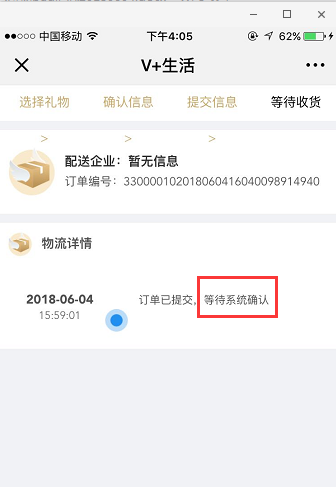 中国移动 下午4:05 62%
V+生活
选择礼物 确认信息 提交信息 等待收货
> > >
配送企业：暂无信息
订单编号：33000010201806041604009891494​0
物流详情
2018-06-04 订单已提交，等待系统确认
15:59:01